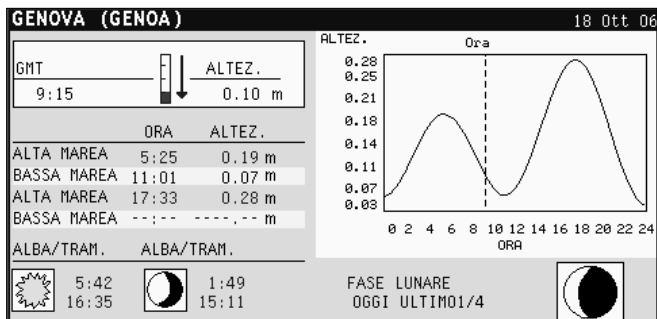 GENOVA (GENOA) 18 Ott 06
GMT ALTEZ.
9:15 0.10 m
ORA ALTEZ.
ALTA MAREA 5:25 0.19 m
BASSA MAREA 11:01 0.07 m
ALTA MAREA 17:33 0.28 m
BASSA MAREA --:-- ----.-- m
ALBA/TRAM. ALBA/TRAM.
5:42 1:49
16:35 15:11
ALTEZ. Ora
0.28
0.25
0.21
0.18
0.14
0.11
0.07
0.03
0 2 4 6 8 10 12 14 16 18 20 22 24
ORA
FASE LUNARE
OGGI ULTIMO1/4